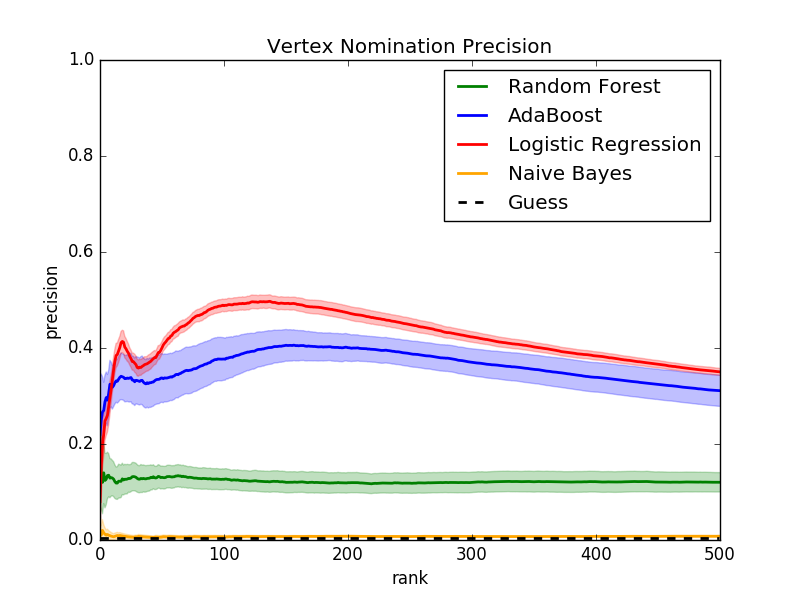 Vertex Nomination Precision
1.0
0.8
0.6
0.4
0.2
0.0
precision
Random Forest
AdaBoost
Logistic Regression
Naive Bayes
Guess
0 100 200 300 400 500
rank